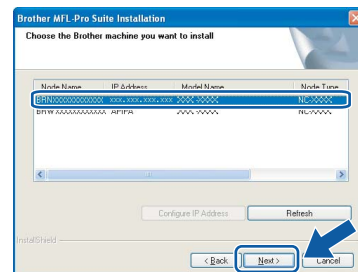 Brother MFL-Pro Suite Installation
Choose the Brother machine you want to install
Node Name IP Address Model Name Node Type
BRNXXXXXXXXXXXX xxx.xxx.xxx.xxx XXX-XXXX NC-XXXX
BRWXXXXXXXXXXXX APIPA XXX-XXXX NC-XXXX
Configure IP Address Refresh
InstallShield
< Back Next > Cancel